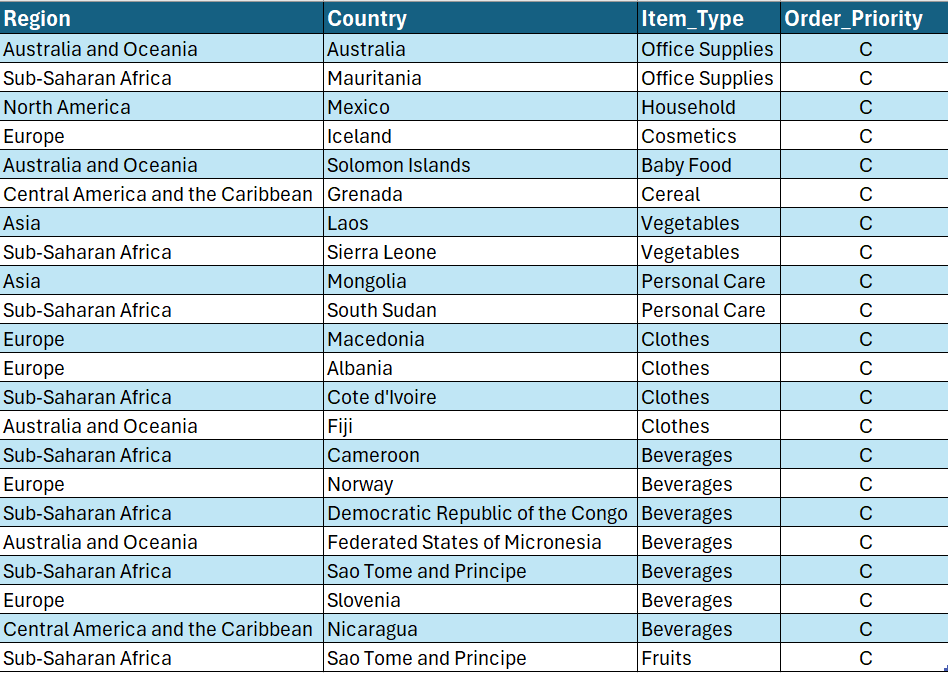 Region Country Item_Type Order_Priority
Australia and Oceania Australia Office Supplies C
Sub-Saharan Africa Mauritania Office Supplies C
North America Mexico Household C
Europe Iceland Cosmetics C
Australia and Oceania Solomon Islands Baby Food C
Central America and the Caribbean Grenada Cereal C
Asia Laos Vegetables C
Sub-Saharan Africa Sierra Leone Vegetables C
Asia Mongolia Personal Care C
Sub-Saharan Africa South Sudan Personal Care C
Europe Macedonia Clothes C
Europe Albania Clothes C
Sub-Saharan Africa Cote d'Ivoire Clothes C
Australia and Oceania Fiji Clothes C
Sub-Saharan Africa Cameroon Beverages C
Europe Norway Beverages C
Sub-Saharan Africa Democratic Republic of the Congo Beverages C
Australia and Oceania Federated States of Micronesia Beverages C
Sub-Saharan Africa Sao Tome and Principe Beverages C
Europe Slovenia Beverages C
Central America and the Caribbean Nicaragua Beverages C
Sub-Saharan Africa Sao Tome and Principe Fruits C